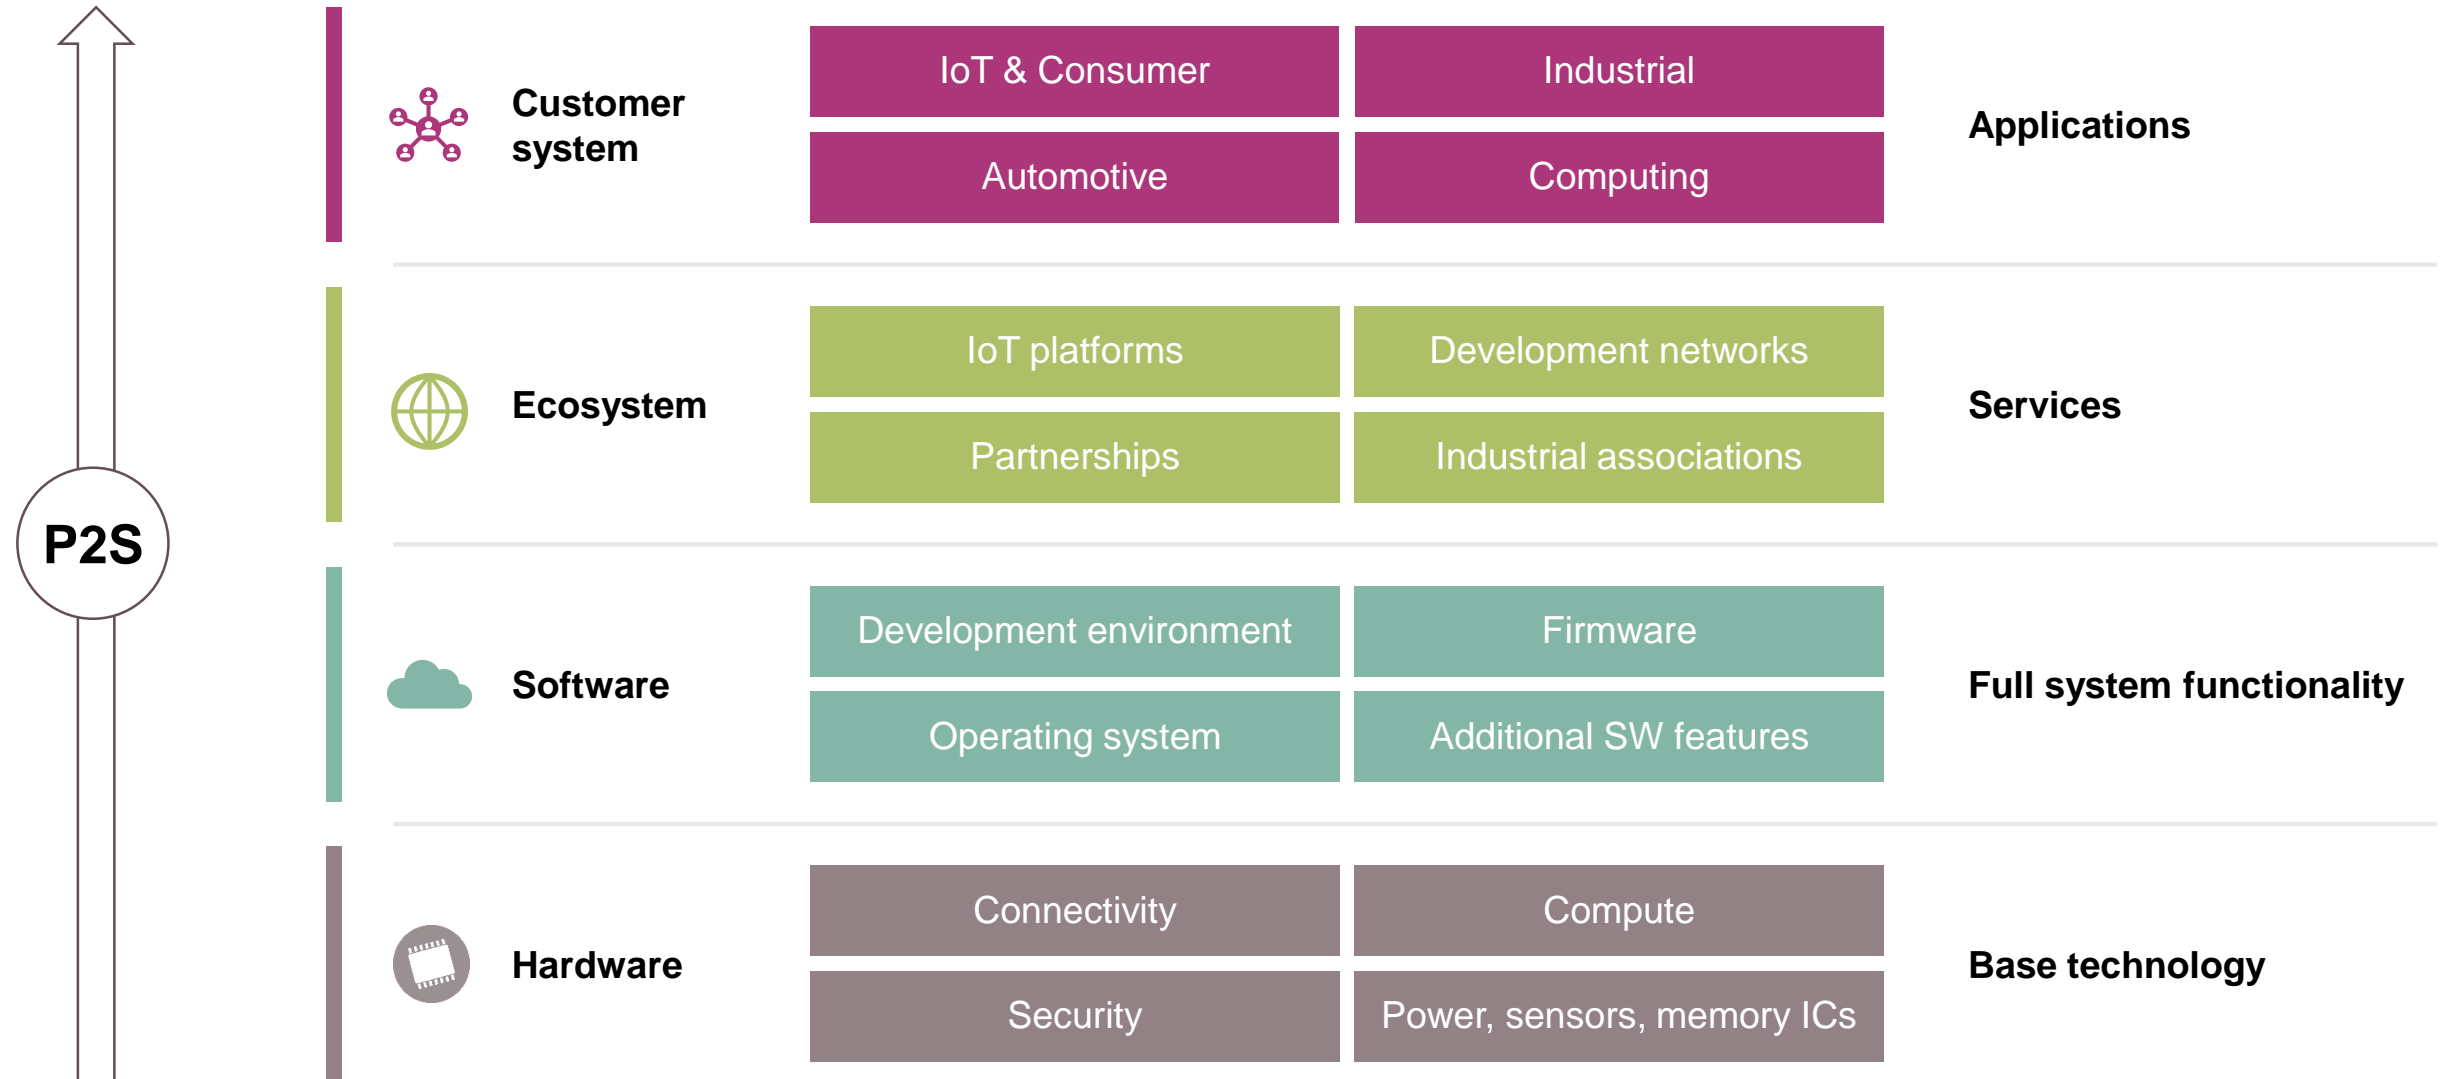 P2S
Customer
system
IoT & Consumer
Industrial
Automotive
Computing
Applications
Ecosystem
IoT platforms
Development networks
Partnerships
Industrial associations
Services
Software
Development environment
Firmware
Operating system
Additional SW features
Full system functionality
Hardware
Connectivity
Compute
Security
Power, sensors, memory ICs
Base technology